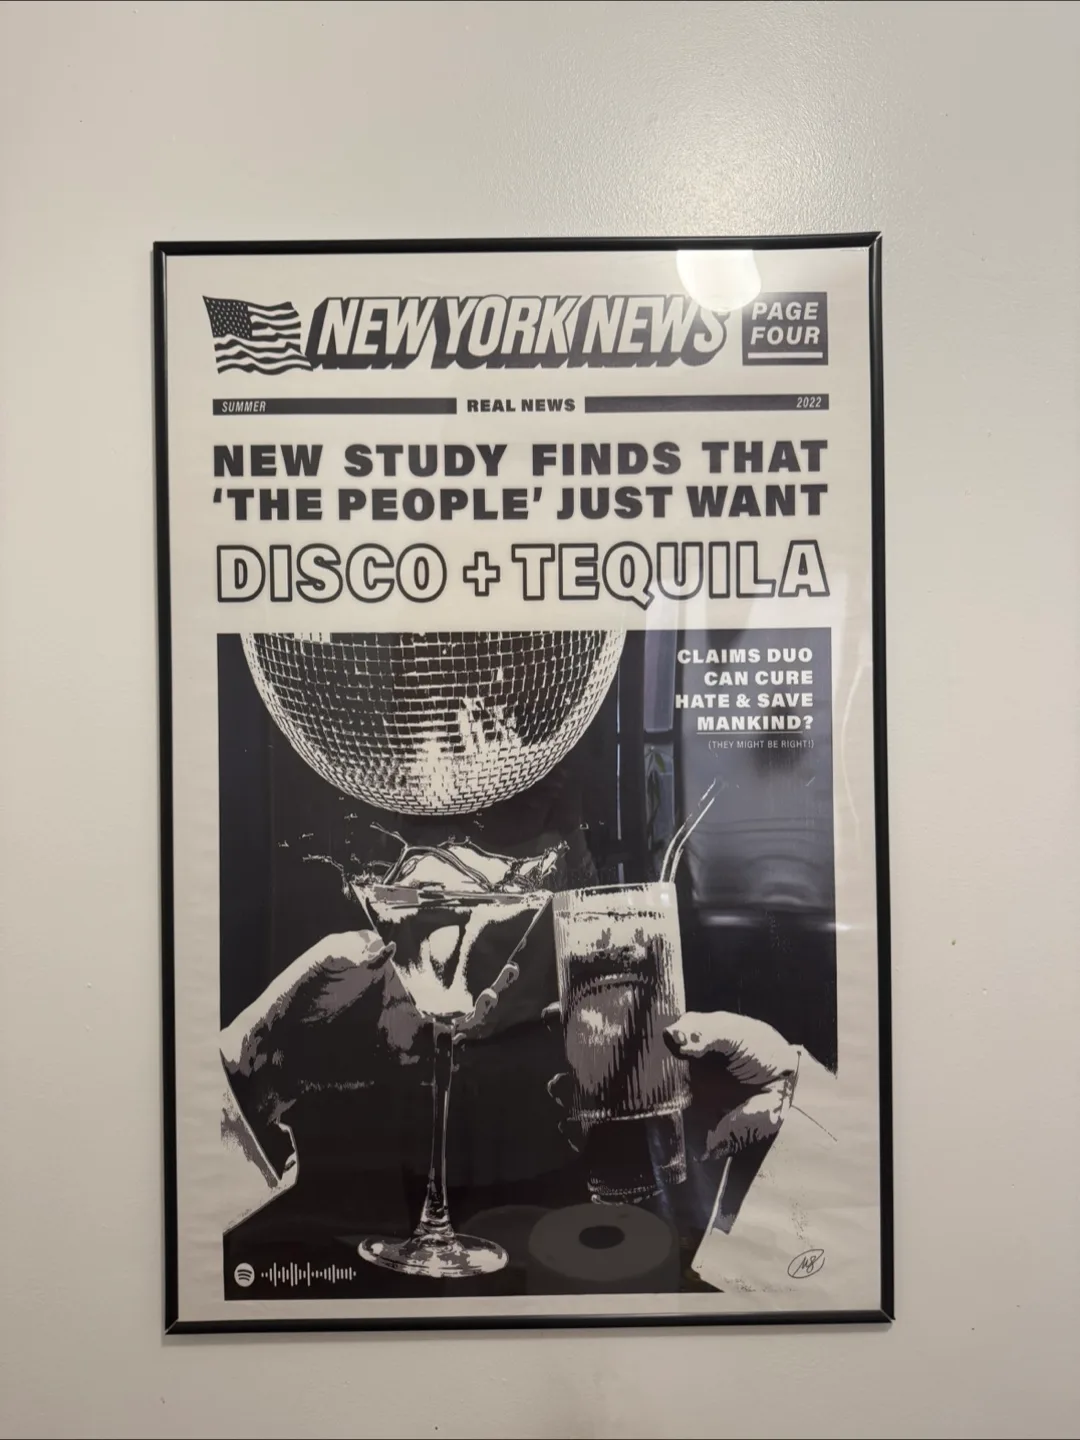 NEW YORK NEWS
PAGE
FOUR
SUMMER
REAL NEWS
2022
NEW STUDY FINDS THAT
‘THE PEOPLE’ JUST WANT
DISCO + TEQUILA
CLAIMS DUO
CAN CURE
HATE & SAVE
MANKIND?
(THEY MIGHT BE RIGHT!)